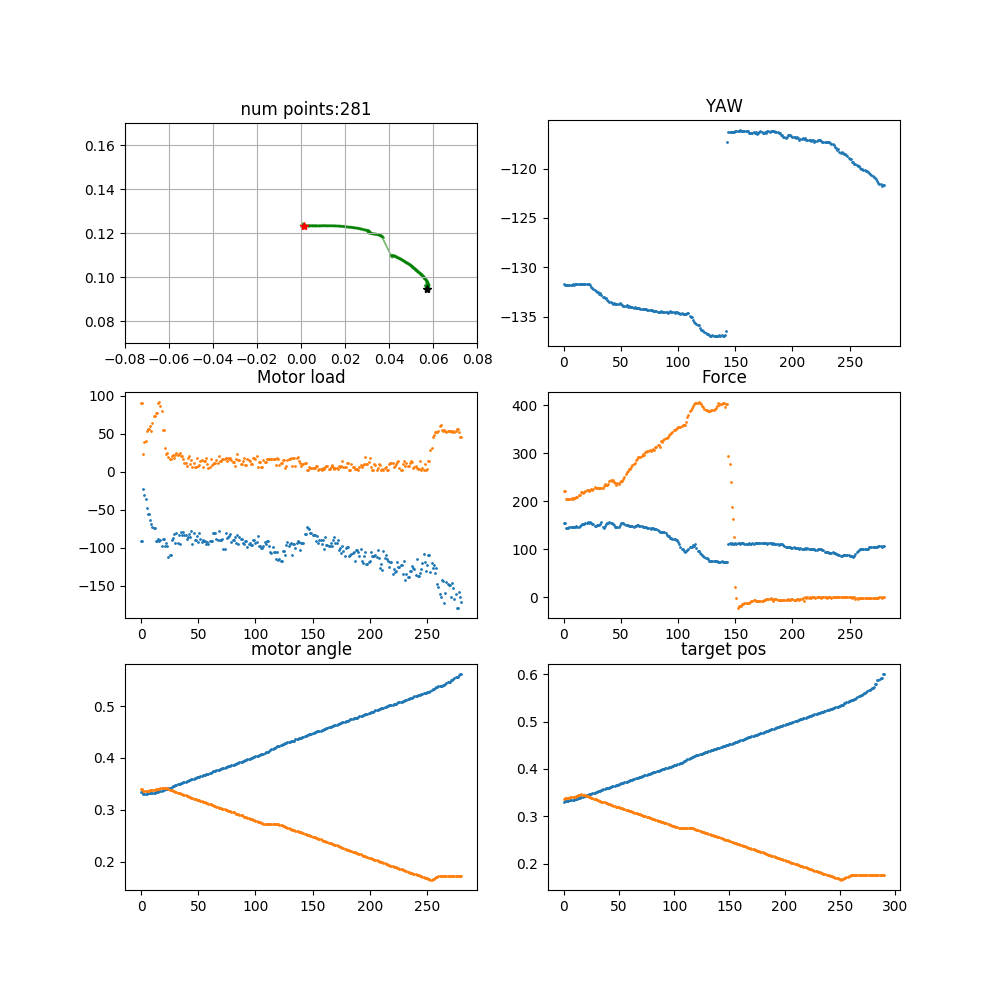 num points:281
0.16
0.14
0.12
0.10
0.08
−0.08 −0.06 −0.04 −0.02 0.00 0.02 0.04 0.06 0.08
YAW
−120
−125
−130
−135
0 50 100 150 200 250
Motor load
100
50
0
−50
−100
−150
0 50 100 150 200 250
Force
400
300
200
100
0
0 50 100 150 200 250
motor angle
0.5
0.4
0.3
0.2
0 50 100 150 200 250
target pos
0.6
0.5
0.4
0.3
0.2
0 50 100 150 200 250 300